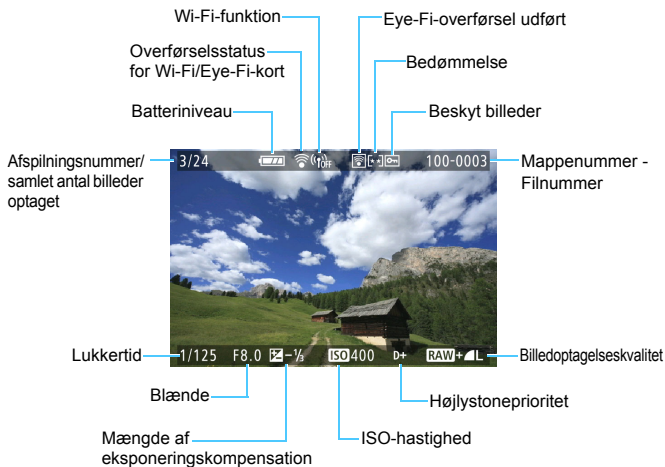 Wi-Fi-funktion
Eye-Fi-overførsel udført
Overførselsstatus
for Wi-Fi/Eye-Fi-kort
Bedømmelse
Batteriniveau
Beskyt billeder
Afspilningsnummer/
samlet antal billeder
optaget
3/24
OFF
100-0003
Mappenummer -
Filnummer
Lukkertid
1/125 F8.0 -1/3 ISO 400 D+ RAW+L
Billedoptagelseskvalitet
Blænde
Højlystoneprioritet
Mængde af
eksponeringskompensation
ISO-hastighed